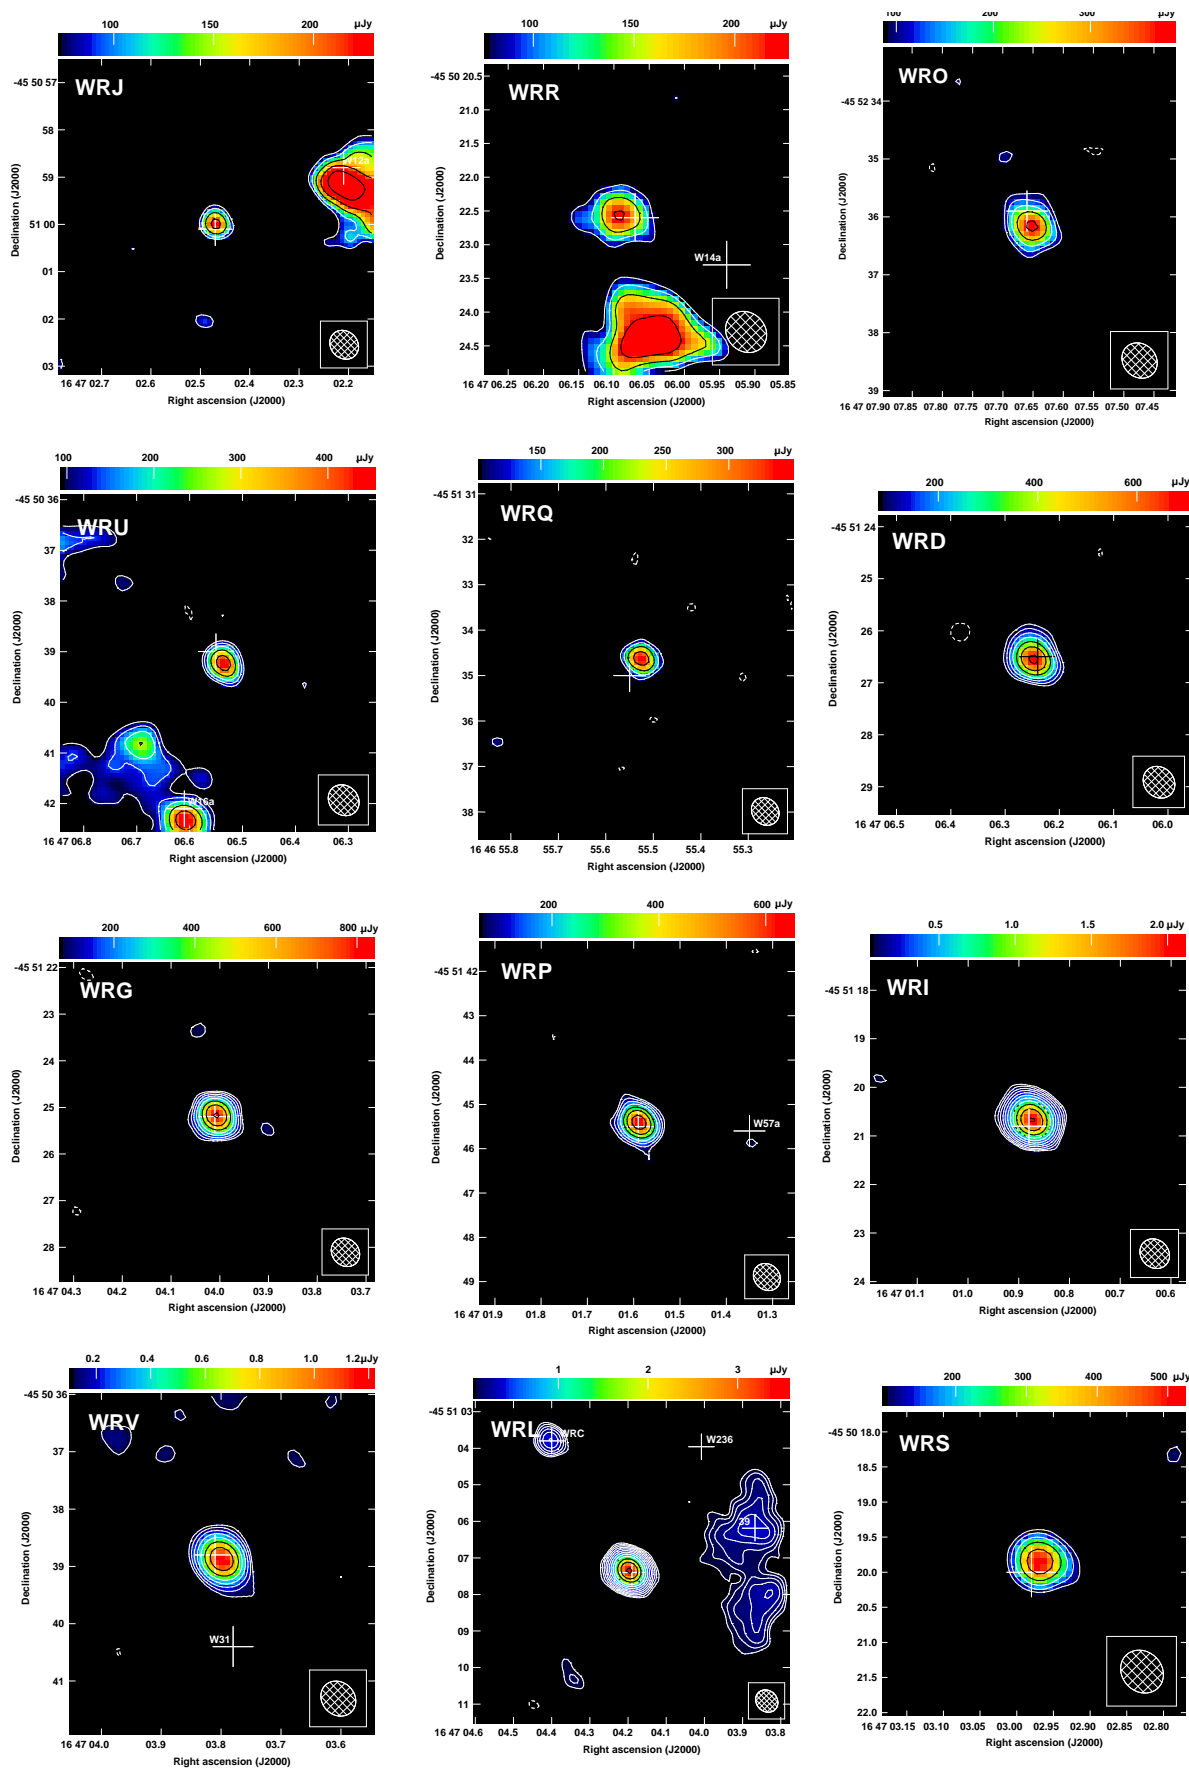 100 150 200 µJy
WRJ
W12a
-45 50 57
58
59
51 00
01
02
03
Declination (J2000)
16 47 02.7 02.6 02.5 02.4 02.3 02.2
Right ascension (J2000)
100 150 200 µJy
WRR
W14a
-45 50 20.5
21.0
21.5
22.0
22.5
23.0
23.5
24.0
24.5
Declination (J2000)
16 47 06.25 06.20 06.15 06.10 06.05 06.00 05.95 05.90 05.85
Right ascension (J2000)
100 200 300 µJy
WRO
-45 52 34
35
36
37
38
39
Declination (J2000)
16 47 07.90 07.85 07.80 07.75 07.70 07.65 07.60 07.55 07.50 07.45
Right ascension (J2000)
100 200 300 400 µJy
WRU
W16a
-45 50 36
37
38
39
40
41
42
Declination (J2000)
16 47 06.8 06.7 06.6 06.5 06.4 06.3
Right ascension (J2000)
150 200 250 300 µJy
WRQ
-45 51 31
32
33
34
35
36
37
38
Declination (J2000)
16 46 55.8 55.7 55.6 55.5 55.4 55.3
Right ascension (J2000)
200 400 600 µJy
WRD
-45 51 24
25
26
27
28
29
Declination (J2000)
16 47 06.5 06.4 06.3 06.2 06.1 06.0
Right ascension (J2000)
200 400 600 800 µJy
WRG
-45 51 22
23
24
25
26
27
28
Declination (J2000)
16 47 04.3 04.2 04.1 04.0 03.9 03.8 03.7
Right ascension (J2000)
200 400 600 µJy
WRP
W57a
-45 51 42
43
44
45
46
47
48
49
Declination (J2000)
16 47 01.9 01.8 01.7 01.6 01.5 01.4 01.3
Right ascension (J2000)
0.5 1.0 1.5 2.0 µJy
WRI
-45 51 18
19
20
21
22
23
24
Declination (J2000)
16 47 01.1 01.0 00.9 00.8 00.7 00.6
Right ascension (J2000)
0.2 0.4 0.6 0.8 1.0 1.2µJy
WRV
W31
-45 50 36
37
38
39
40
41
Declination (J2000)
16 47 04.0 03.9 03.8 03.7 03.6
Right ascension (J2000)
1 2 3 µJy
WRL
WRC
W236
39
-45 51 03
04
05
06
07
08
09
10
11
Declination (J2000)
16 47 04.6 04.5 04.4 04.3 04.2 04.1 04.0 03.9 03.8
Right ascension (J2000)
200 300 400 500 µJy
WRS
-45 50 18.0
18.5
19.0
19.5
20.0
20.5
21.0
21.5
22.0
Declination (J2000)
16 47 03.15 03.10 03.05 03.00 02.95 02.90 02.85 02.80
Right ascension (J2000)